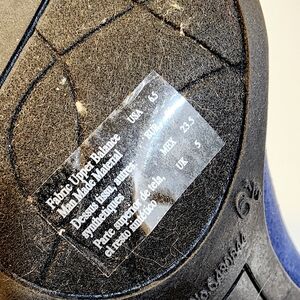 Fabric Upper Balance
Man Made Material
Dessus tissu, autres
synthetiques
Parte superior de tela,
el resto sintético
USA 6.5
EUR
MEX 23.5
UK 5
6½